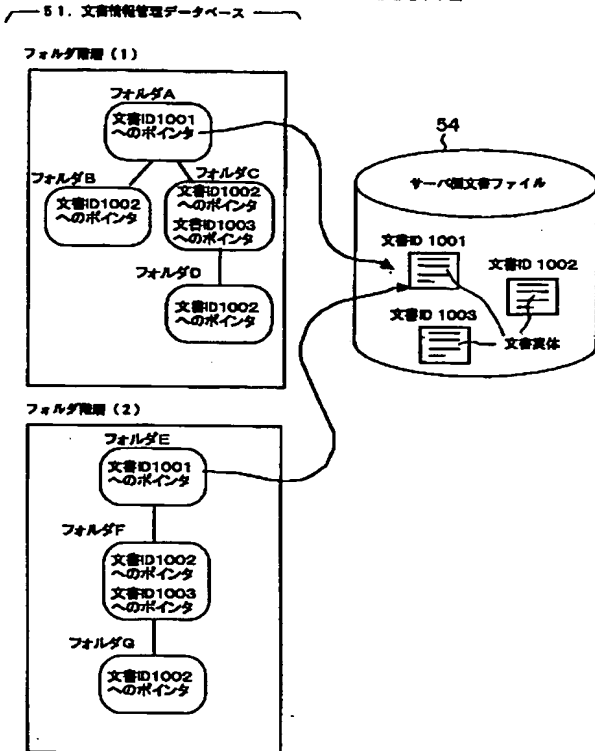 51. 文書情報管理データベース
フォルダ階層(1)
フォルダA
文書ID1001
へのポインタ
フォルダB
文書ID1002
へのポインタ
フォルダC
文書ID1002
へのポインタ
文書ID1003
へのポインタ
フォルダD
文書ID1002
へのポインタ
54
サーバ側文書ファイル
文書ID 1001
文書ID 1002
文書ID 1003
文書実体
フォルダ階層(2)
フォルダE
文書ID1001
へのポインタ
フォルダF
文書ID1002
へのポインタ
文書ID1003
へのポインタ
フォルダG
文書ID1002
へのポインタ